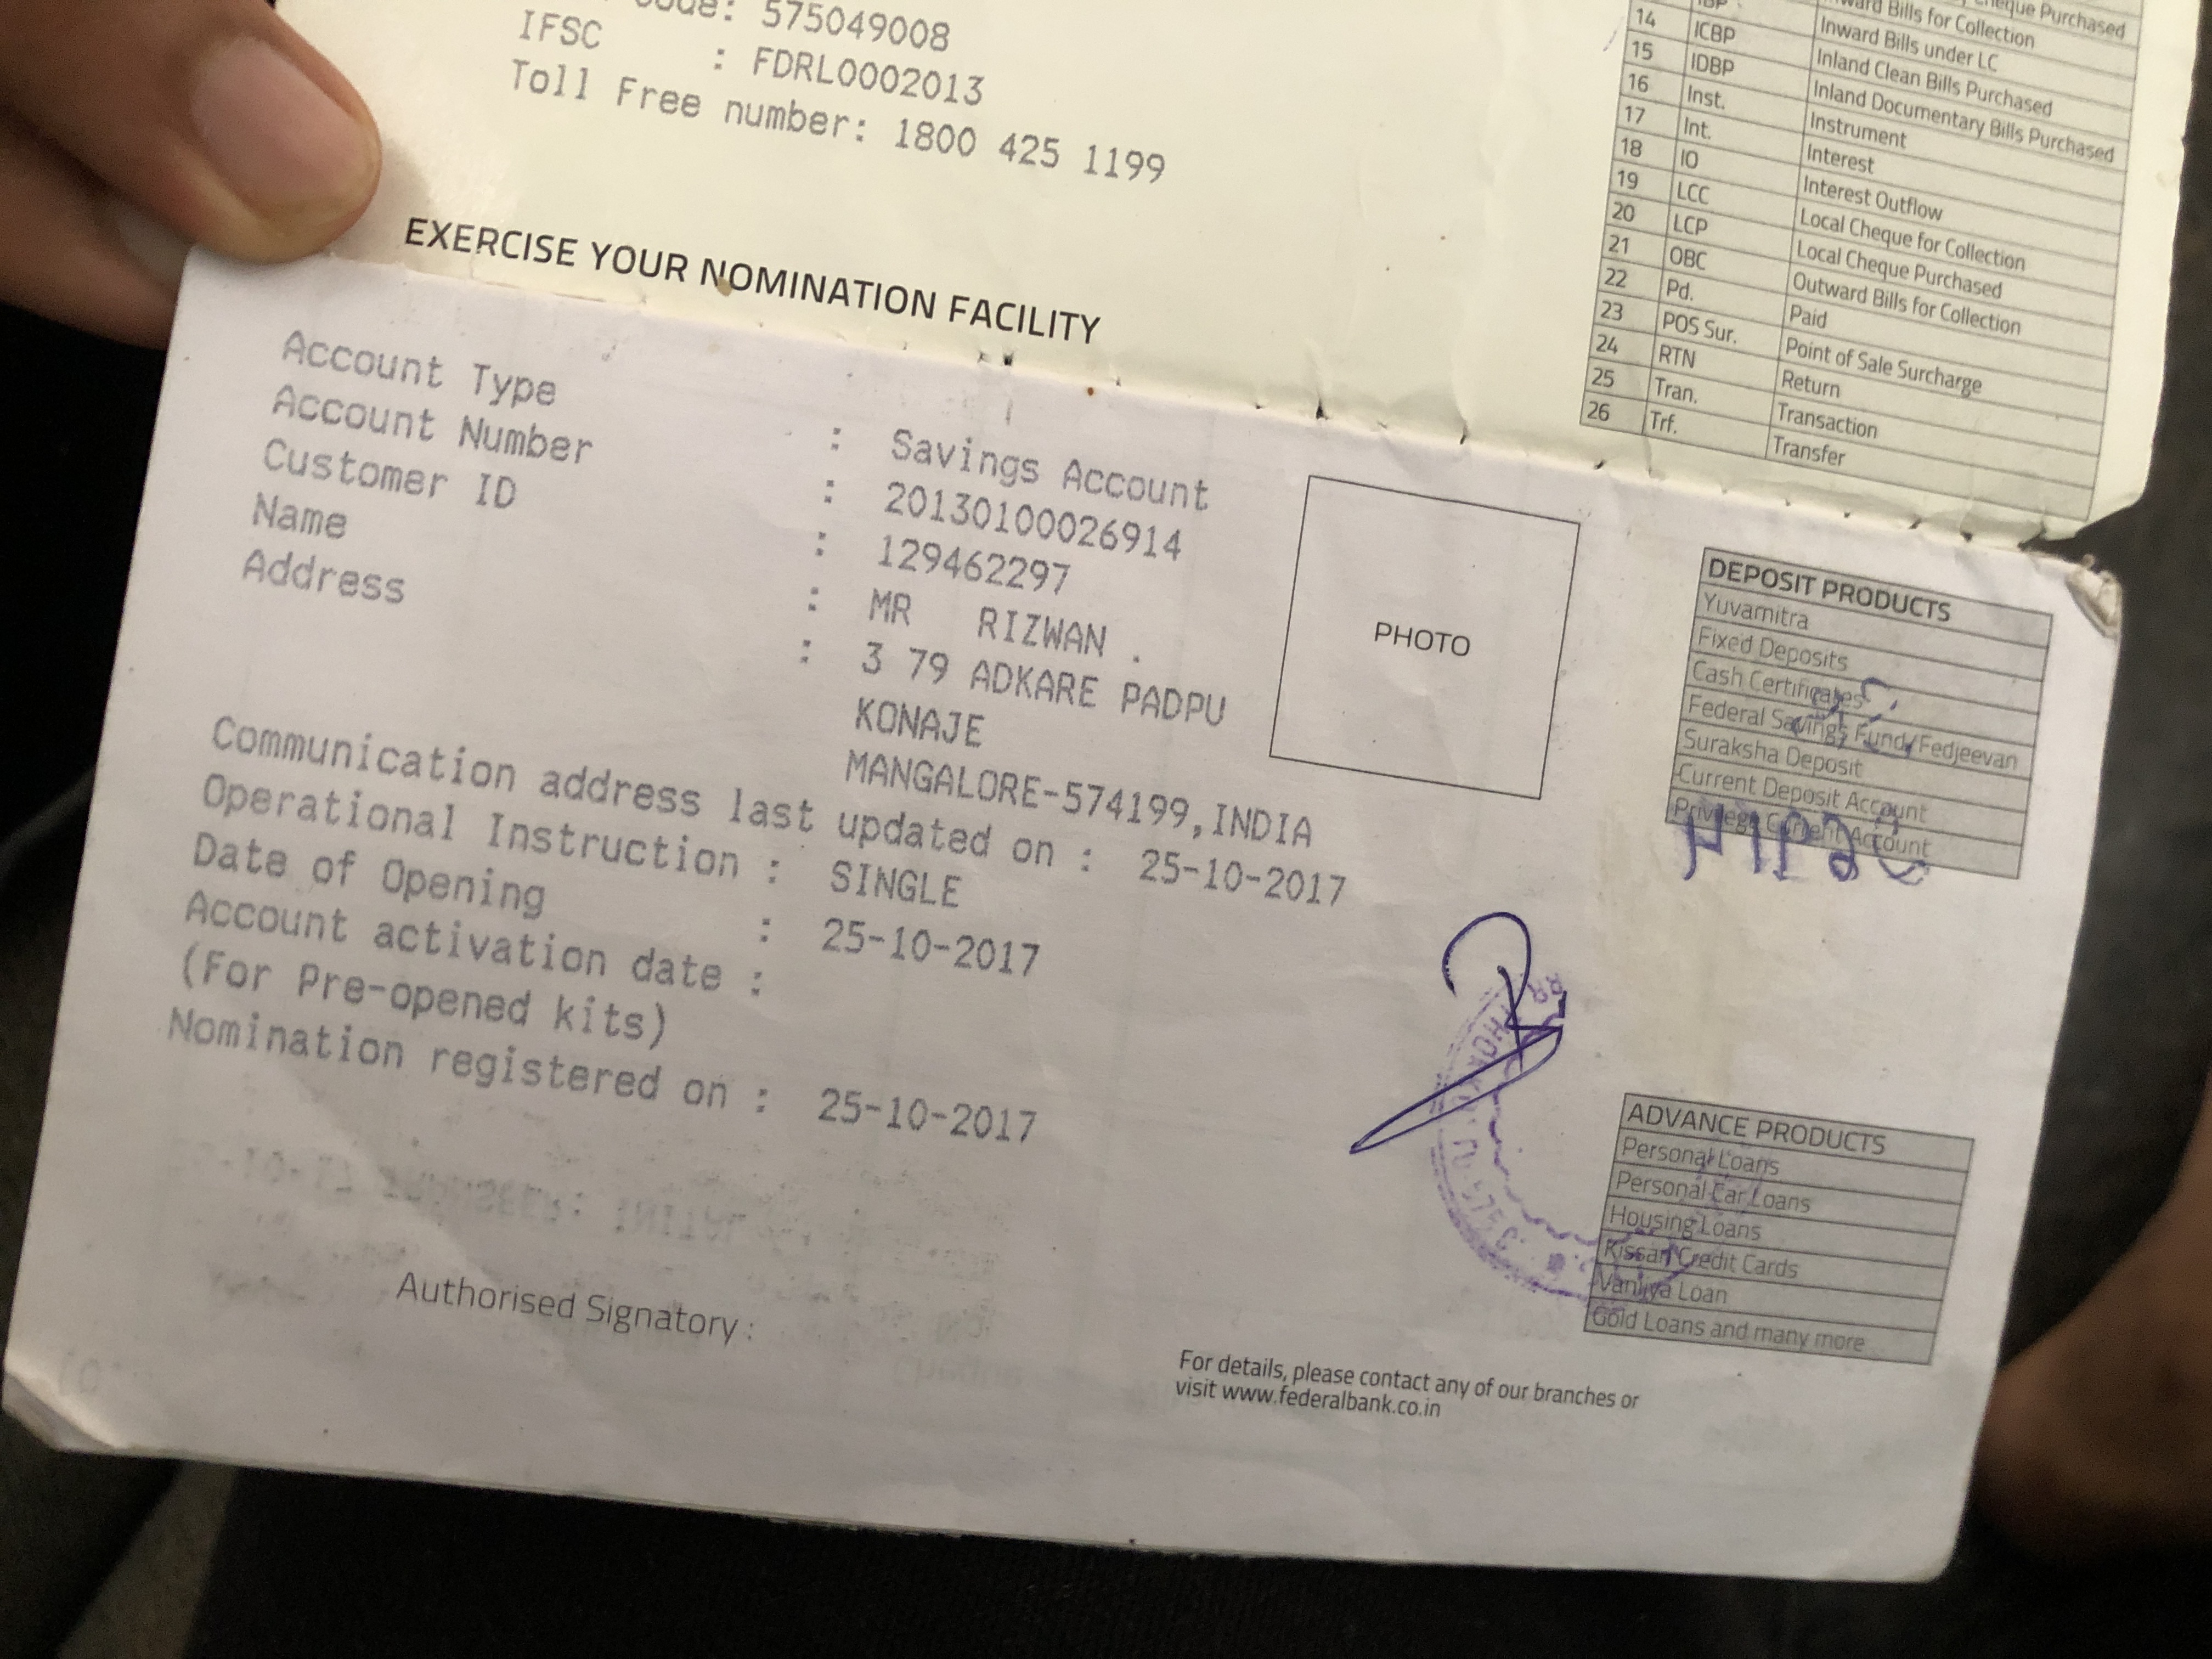 575049008
IFSC : FDRL0002013
Toll Free number: 1800 425 1199
14 ICBP Inward Bills for Collection
15 IDBP Inward Bills under LC
16 Inst. Inland Clean Bills Purchased
17 Int. Inland Documentary Bills Purchased
18 IO Instrument
19 LCC Interest
20 LCP Interest Outflow
21 OBC Local Cheque for Collection
22 Pd. Local Cheque Purchased
23 POS Sur. Outward Bills for Collection
24 RTN Paid
25 Tran. Point of Sale Surcharge
26 Trf. Return
Transaction
Transfer
EXERCISE YOUR NOMINATION FACILITY
Account Type : Savings Account
Account Number : 20130100026914
Customer ID : 129462297
Name : MR RIZWAN .
Address : 3 79 ADKARE PADPU
KONAJE
MANGALORE-574199,INDIA
Communication address last updated on : 25-10-2017
Operational Instruction : SINGLE
Date of Opening : 25-10-2017
Account activation date :
(For Pre-opened kits)
Nomination registered on : 25-10-2017
Authorised Signatory :
PHOTO
DEPOSIT PRODUCTS
Yuvamitra
Fixed Deposits
Cash Certificates
Federal Savings Fund/Fedjeevan
Suraksha Deposit
Current Deposit Account
Privilege Current Account
ADVANCE PRODUCTS
Personal Loans
Personal Car Loans
Housing Loans
Kissan Credit Cards
Vanijya Loan
Gold Loans and many more
For details, please contact any of our branches or
visit www.federalbank.co.in